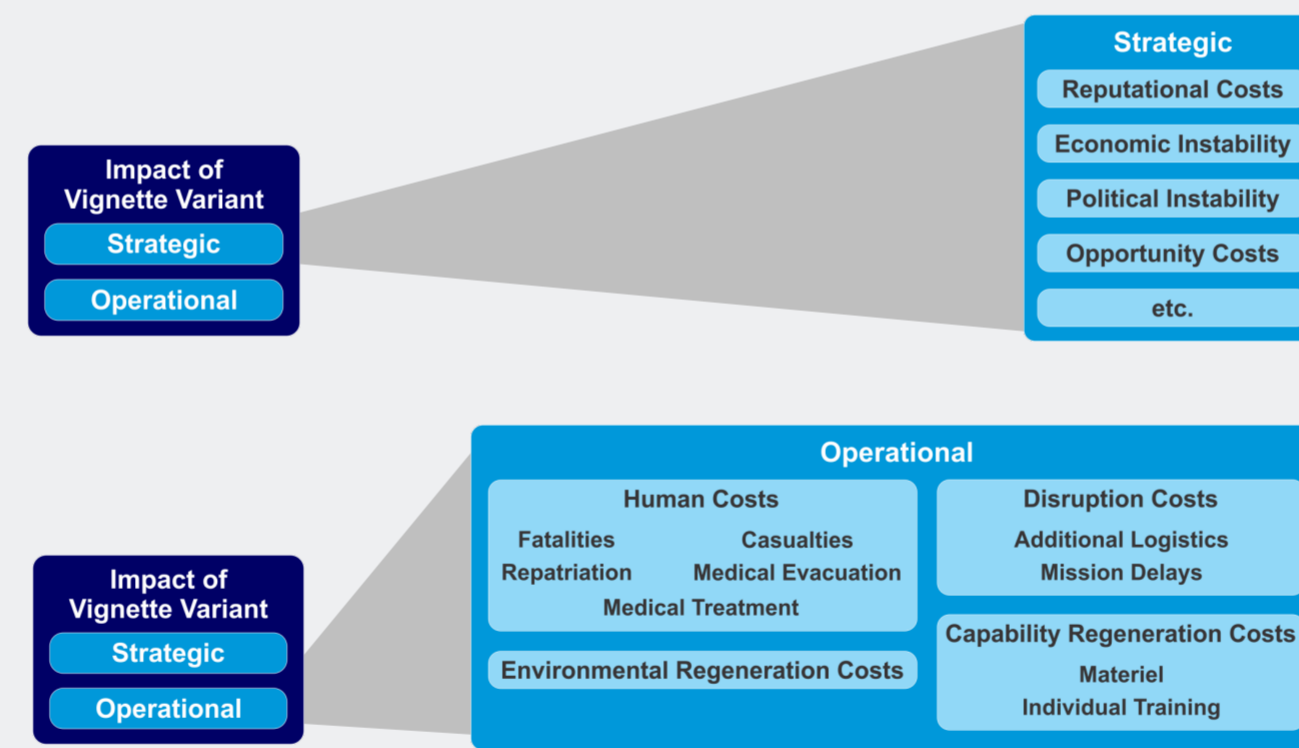 Strategic
Reputational Costs
Economic Instability
Political Instability
Opportunity Costs
etc.
Impact of
Vignette Variant
Strategic
Operational
Operational
Human Costs
Fatalities Casualties
Repatriation Medical Evacuation
Medical Treatment
Environmental Regeneration Costs
Disruption Costs
Additional Logistics
Mission Delays
Capability Regeneration Costs
Materiel
Individual Training
Impact of
Vignette Variant
Strategic
Operational